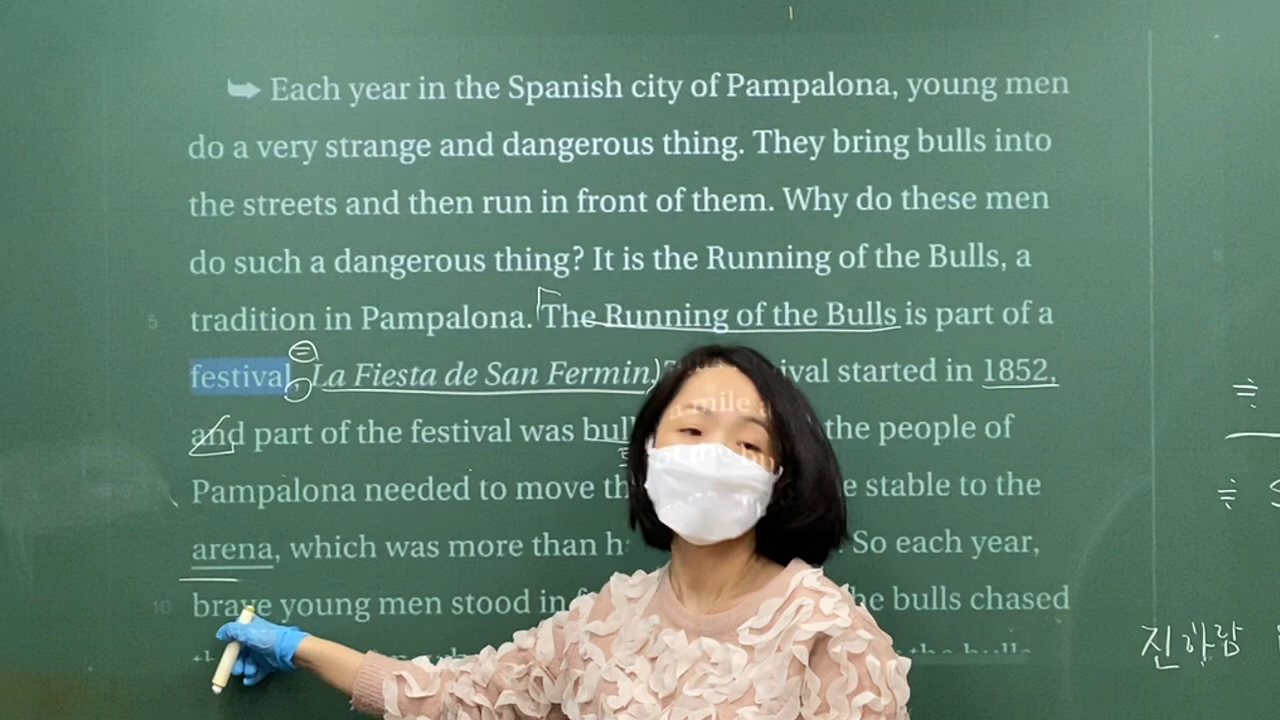 Each year in the Spanish city of Pampalona, young men
do a very strange and dangerous thing. They bring bulls into
the streets and then run in front of them. Why do these men
do such a dangerous thing? It is the Running of the Bulls, a
5 tradition in Pampalona. The Running of the Bulls is part of a
festival, La Fiesta de San Fermin) started in 1852,
and part of the festival was the people of
Pampalona needed to move stable to the
arena, which was more than So each year,
10 brave young men stood in bulls chased
the bulls
진하람